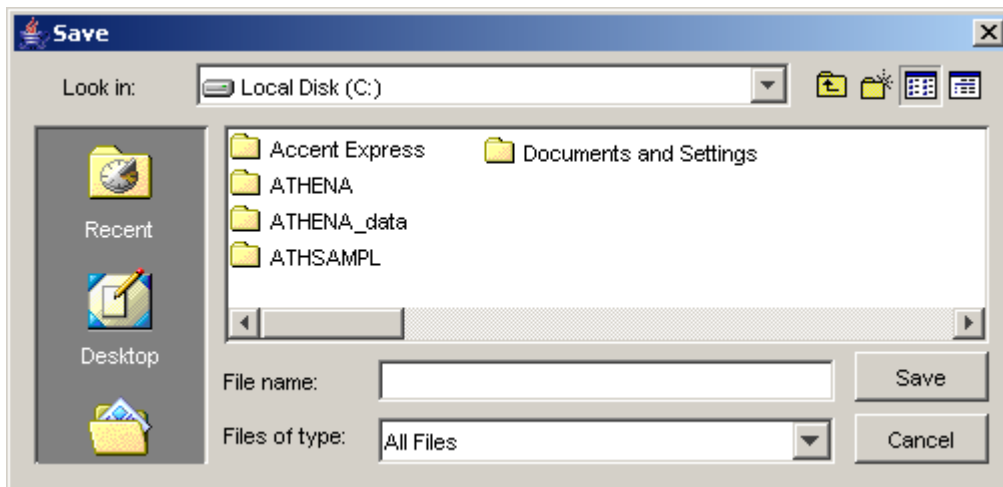 Save
Look in: Local Disk (C:)
Recent
Desktop
Accent Express
ATHENA
ATHENA_data
ATHSAMPL
Documents and Settings
File name: Save
Files of type: All Files Cancel